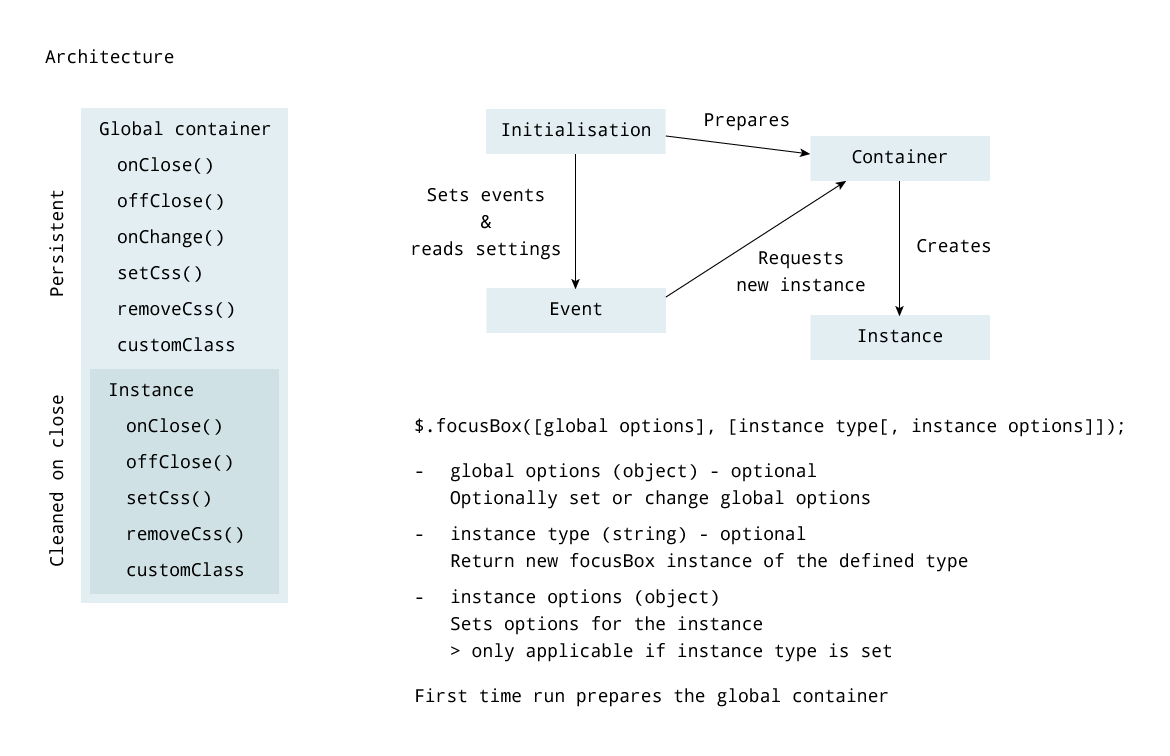 Architecture
Persistent
Global container
onClose()
offClose()
onChange()
setCss()
removeCss()
customClass
Cleaned on close
Instance
onClose()
offClose()
setCss()
removeCss()
customClass
Initialisation
Prepares
Container
Sets events
&
reads settings
Requests
new instance
Creates
Event
Instance
$.focusBox([global options], [instance type[, instance options]]);
- global options (object) - optional
Optionally set or change global options
- instance type (string) - optional
Return new focusBox instance of the defined type
- instance options (object)
Sets options for the instance
> only applicable if instance type is set
First time run prepares the global container